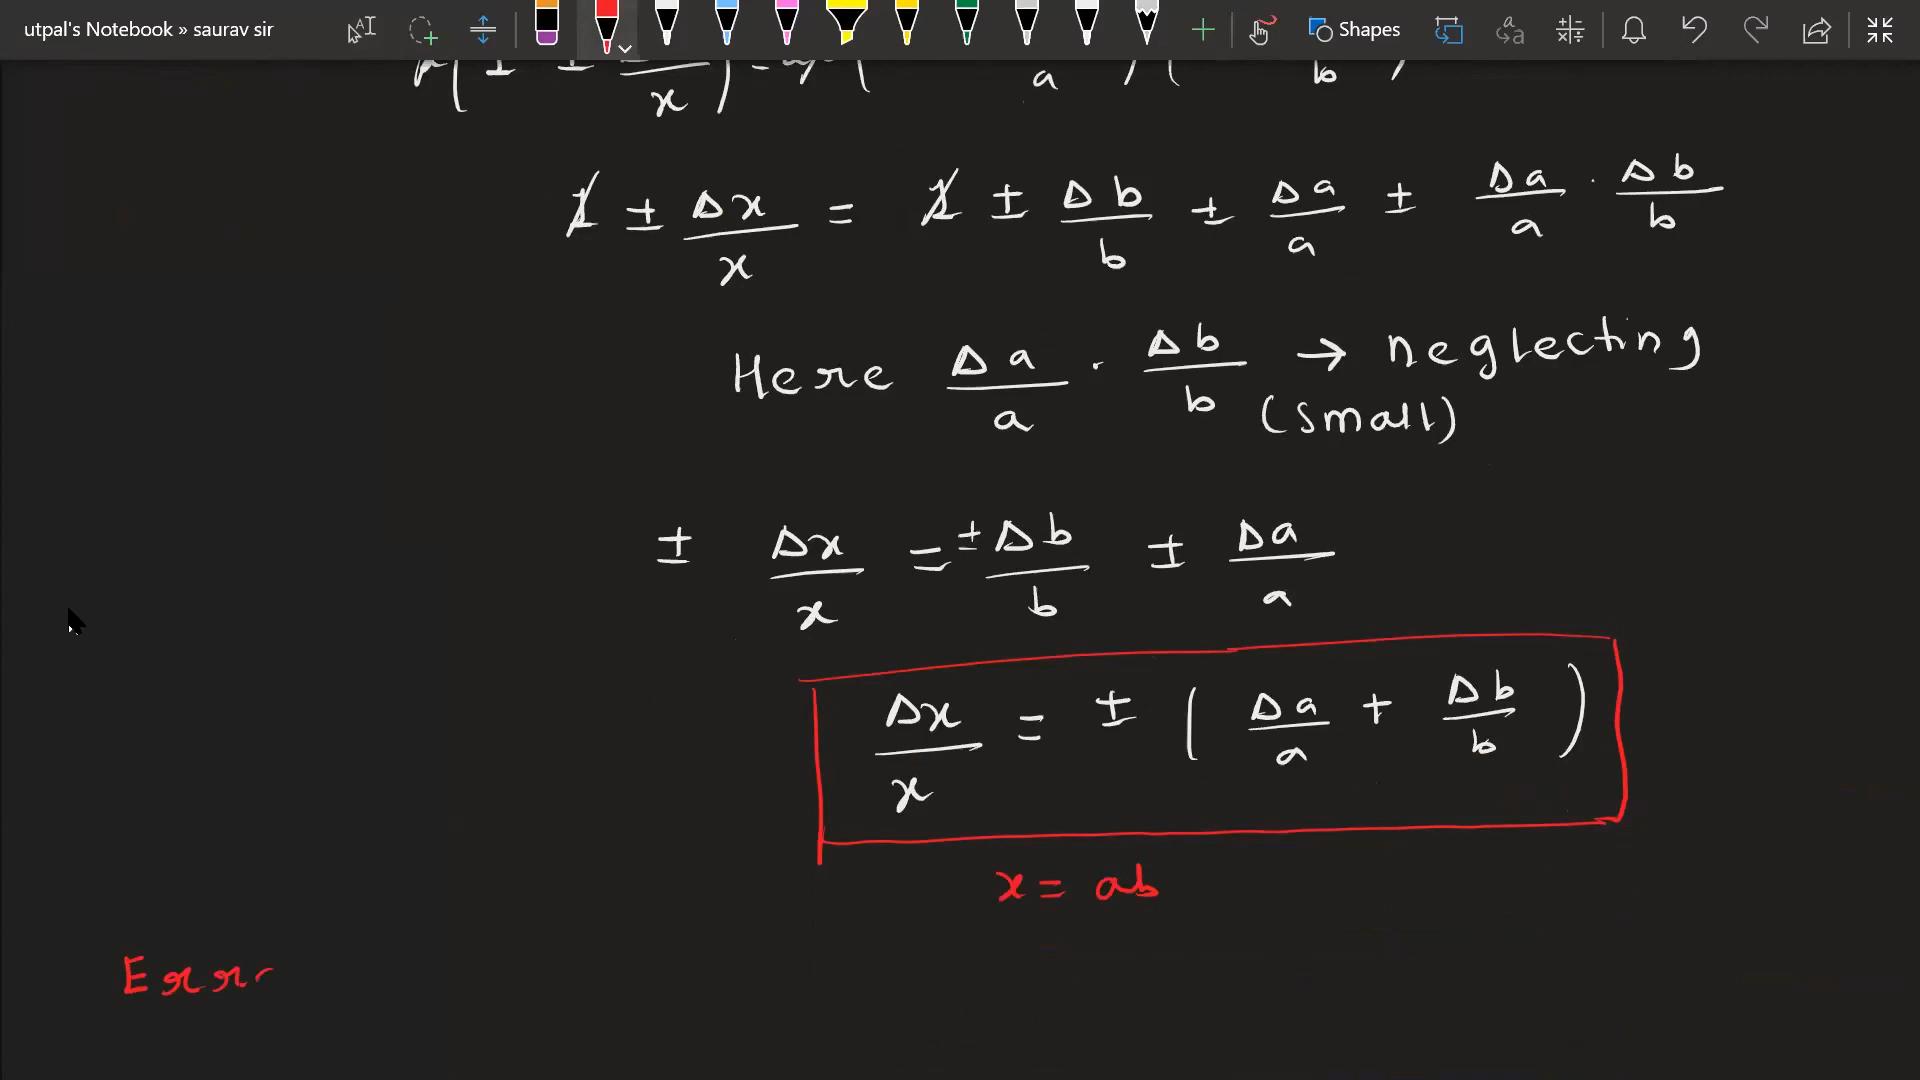 utpal's Notebook » saurav sir
Shapes
x a b
1 ± Δx/x = 1 ± Δb/b ± Δa/a ± Δa/a · Δb/b
Here Δa/a · Δb/b → neglecting
(small)
± Δx/x = ± Δb/b ± Δa/a
Δx/x = ± ( Δa/a + Δb/b )
x = ab
Err